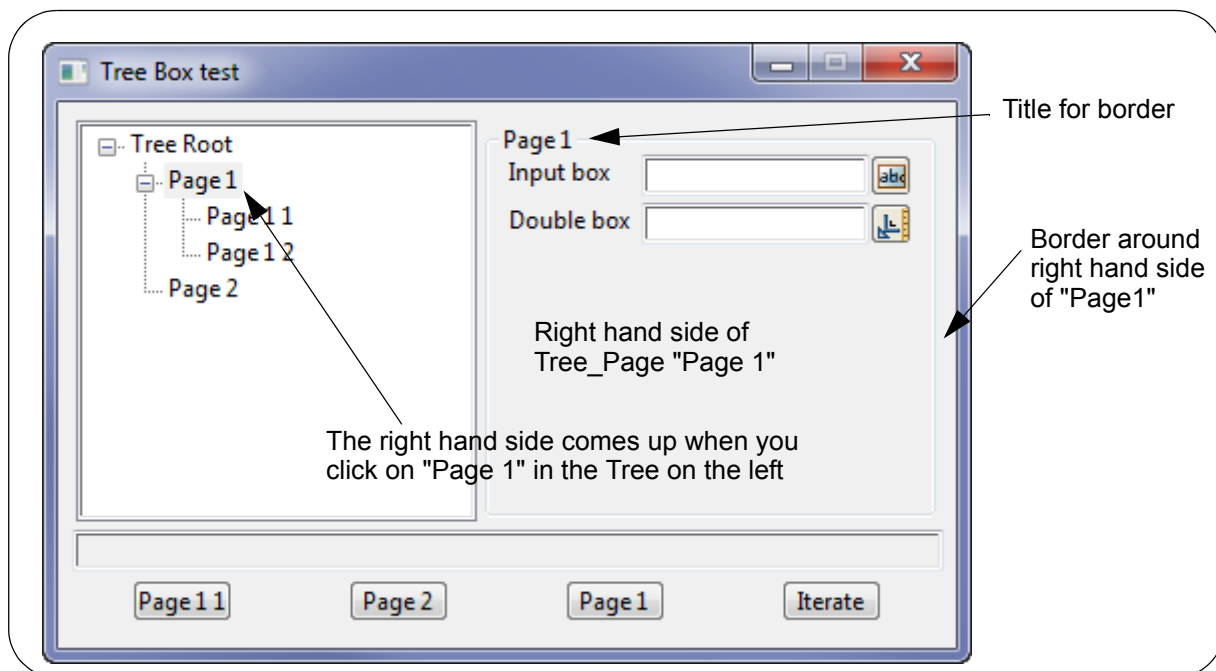 Tree Box test
Title for border
Tree Root
Page 1
Page 1
Input box
abc
Page 1 1
Double box
Page 1 2
Page 2
Border around
right hand side
of "Page1"
Right hand side of
Tree_Page "Page 1"
The right hand side comes up when you
click on "Page 1" in the Tree on the left
Page 1 1
Page 2
Page 1
Iterate